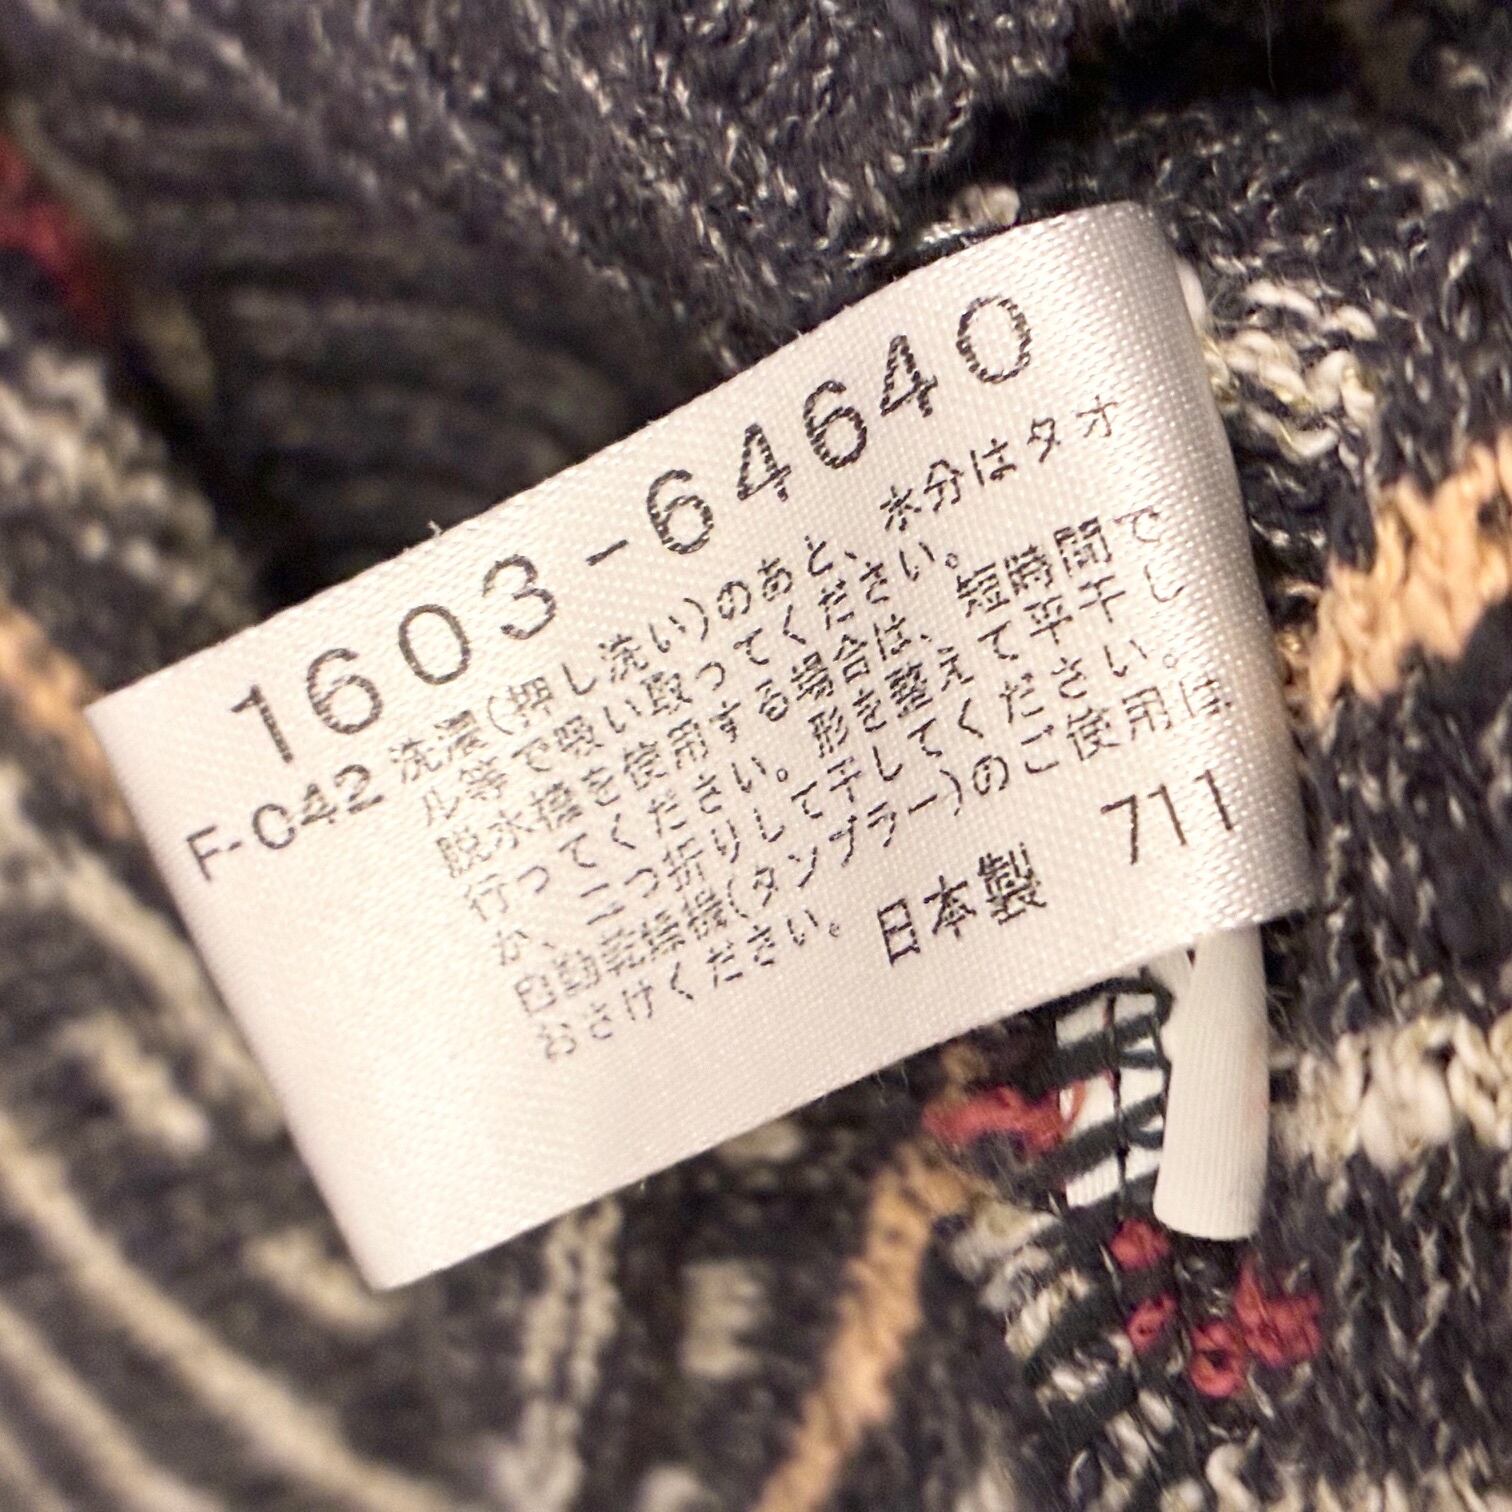 1603-64640
F-042
洗濯(押し洗い)のあと、水分はタオ
ル等で吸い取ってください。
脱水機を使用する場合は、短時間で
行ってください。形を整えて陰干し
か、二つ折りして干してください。
自動乾燥機(タンブラー)のご使用は
おさけください。
日本製 711